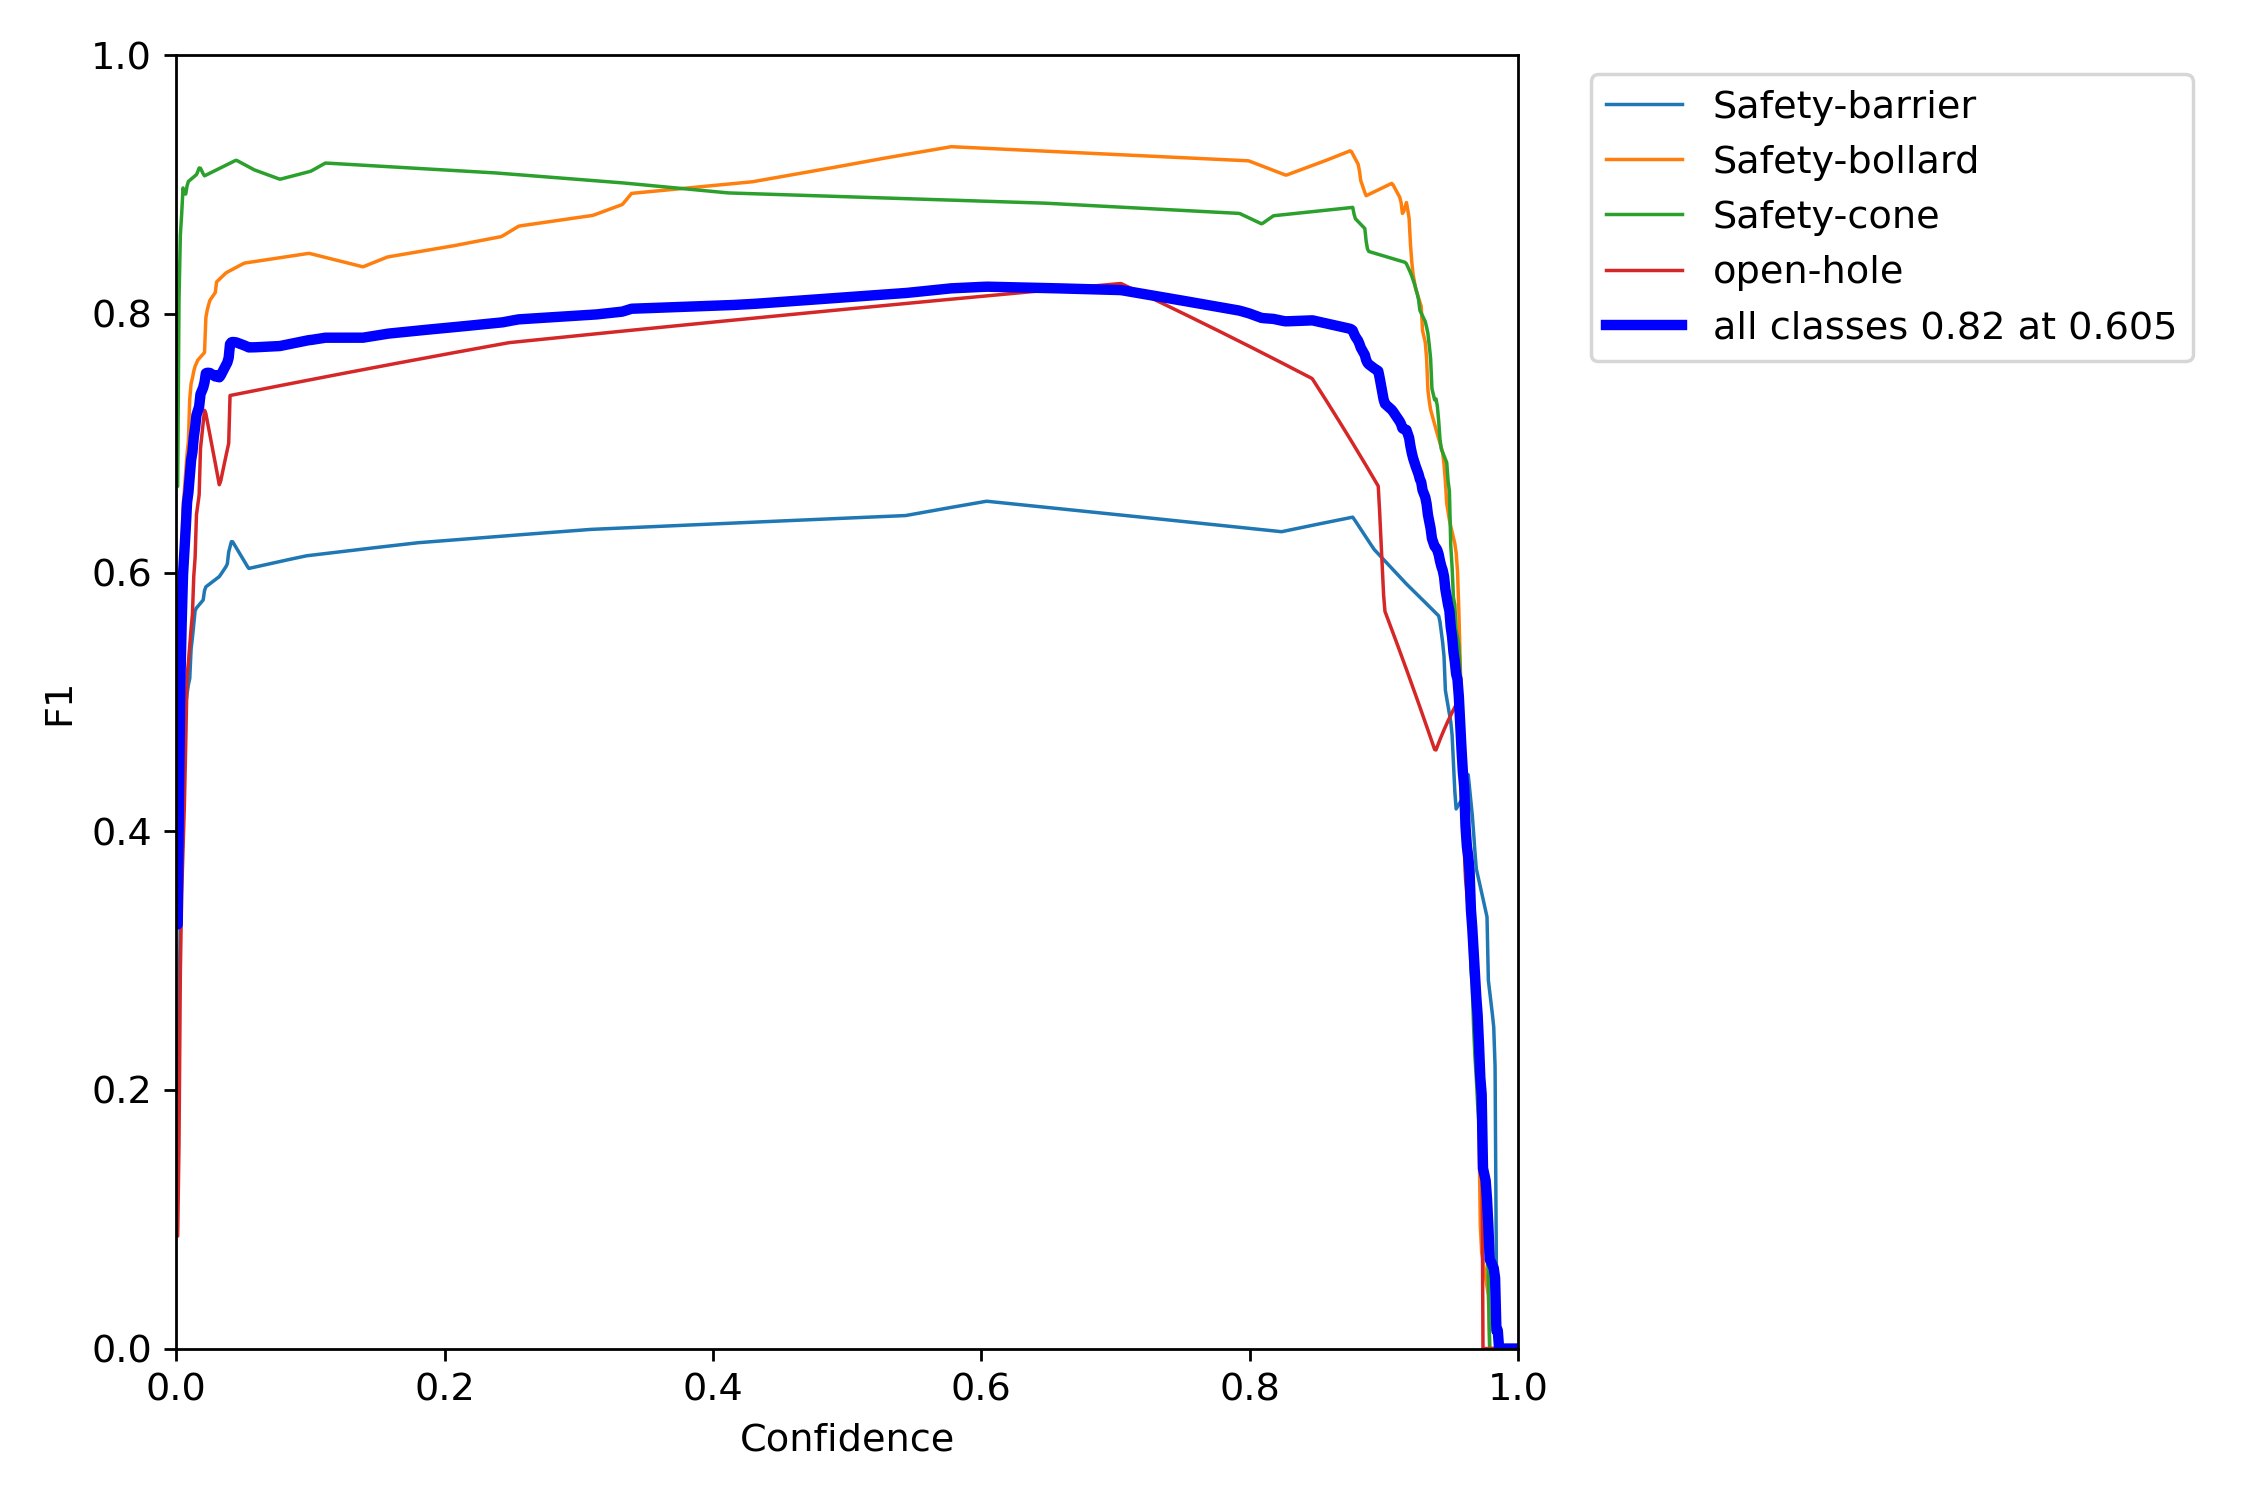 1.0
0.8
0.6
0.4
0.2
0.0
F1
0.0 0.2 0.4 0.6 0.8 1.0
Confidence
Safety-barrier
Safety-bollard
Safety-cone
open-hole
all classes 0.82 at 0.605